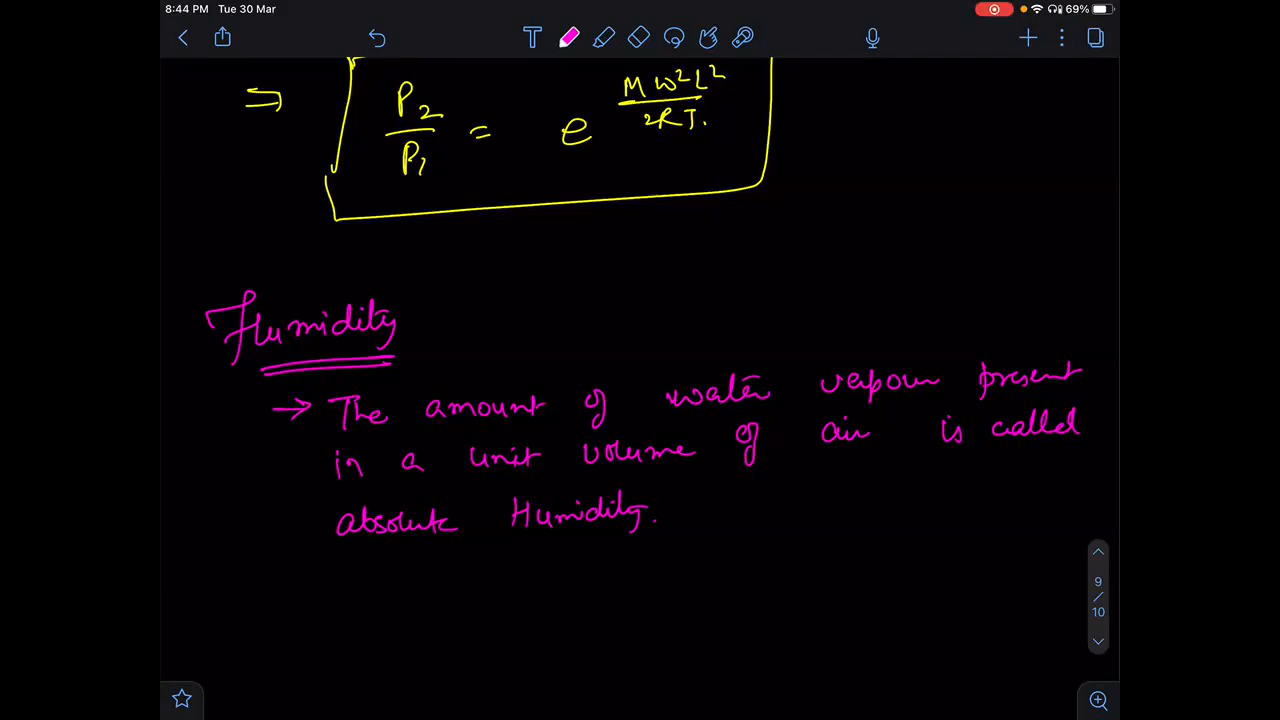 8:44 PM Tue 30 Mar 69%
⇒ P₂/P₁ = e^(Mω²L²/2RT.)
Humidity
→ The amount of water vapour present
in a unit volume of air is called
absolute Humidity.
9
/
10